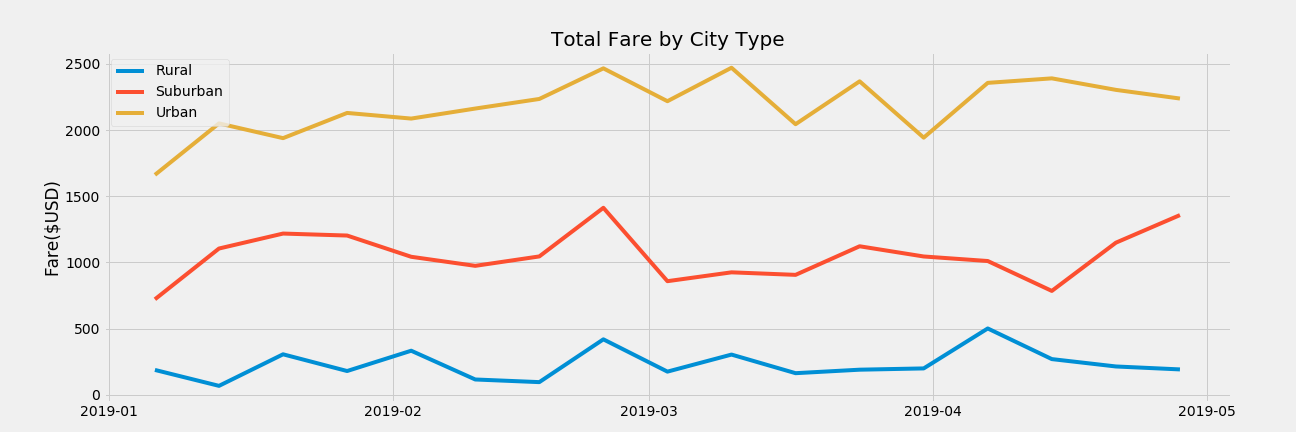 Total Fare by City Type
Rural
Suburban
Urban
Fare($USD)
2500
2000
1500
1000
500
0
2019-01
2019-02
2019-03
2019-04
2019-05